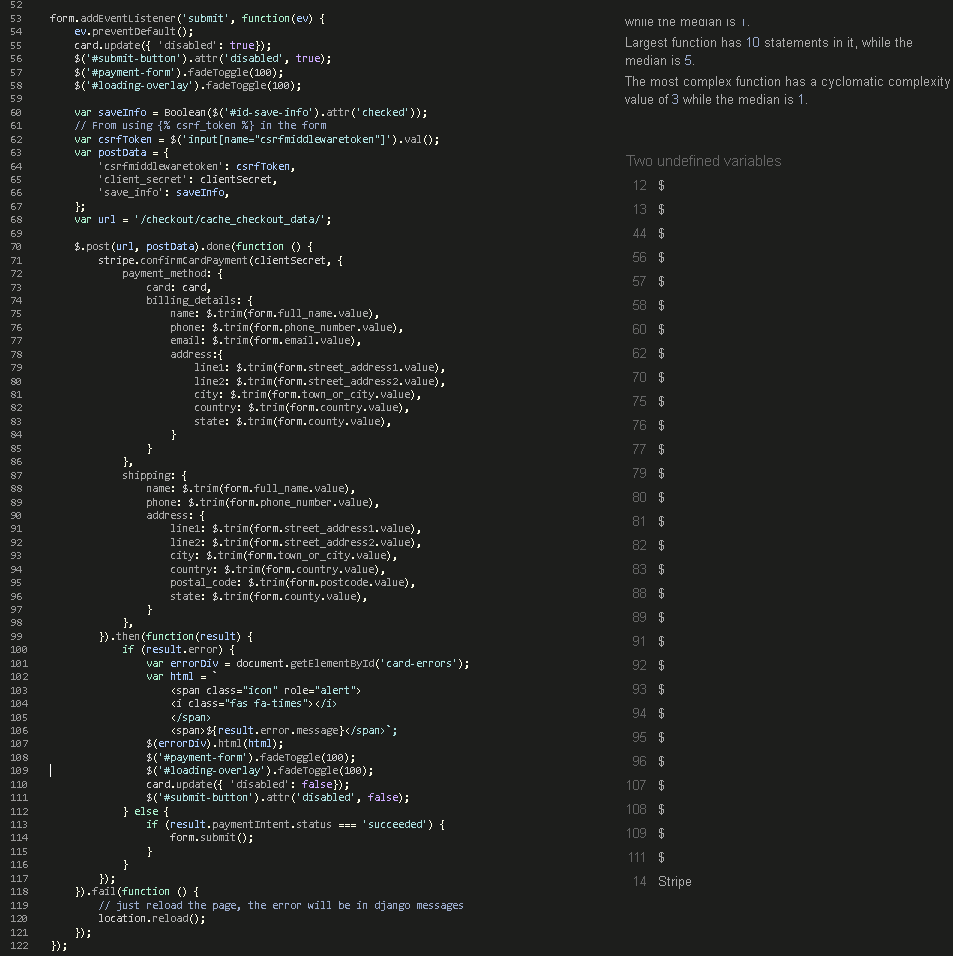 52
53 form.addEventListener('submit', function(ev) {
54 ev.preventDefault();
55 card.update({ 'disabled': true});
56 $('#submit-button').attr('disabled', true);
57 $('#payment-form').fadeToggle(100);
58 $('#loading-overlay').fadeToggle(100);
59
60 var saveInfo = Boolean($('#id-save-info').attr('checked'));
61 // From using {% csrf_token %} in the form
62 var csrfToken = $('input[name="csrfmiddlewaretoken"]').val();
63 var postData = {
64 'csrfmiddlewaretoken': csrfToken,
65 'client_secret': clientSecret,
66 'save_info': saveInfo,
67 };
68 var url = '/checkout/cache_checkout_data/';
69
70 $.post(url, postData).done(function () {
71 stripe.confirmCardPayment(clientSecret, {
72 payment_method: {
73 card: card,
74 billing_details: {
75 name: $.trim(form.full_name.value),
76 phone: $.trim(form.phone_number.value),
77 email: $.trim(form.email.value),
78 address:{
79 line1: $.trim(form.street_address1.value),
80 line2: $.trim(form.street_address2.value),
81 city: $.trim(form.town_or_city.value),
82 country: $.trim(form.country.value),
83 state: $.trim(form.county.value),
84 }
85 }
86 },
87 shipping: {
88 name: $.trim(form.full_name.value),
89 phone: $.trim(form.phone_number.value),
90 address: {
91 line1: $.trim(form.street_address1.value),
92 line2: $.trim(form.street_address2.value),
93 city: $.trim(form.town_or_city.value),
94 country: $.trim(form.country.value),
95 postal_code: $.trim(form.postcode.value),
96 state: $.trim(form.county.value),
97 }
98 },
99 }).then(function(result) {
100 if (result.error) {
101 var errorDiv = document.getElementById('card-errors');
102 var html = `
103 <span class="icon" role="alert">
104 <i class="fas fa-times"></i>
105 </span>
106 <span>${result.error.message}</span>`;
107 $(errorDiv).html(html);
108 $('#payment-form').fadeToggle(100);
109 $('#loading-overlay').fadeToggle(100);
110 card.update({ 'disabled': false});
111 $('#submit-button').attr('disabled', false);
112 } else {
113 if (result.paymentIntent.status === 'succeeded') {
114 form.submit();
115 }
116 }
117 });
118 }).fail(function () {
119 // just reload the page, the error will be in django messages
120 location.reload();
121 });
122 });
while the median is 1.
Largest function has 10 statements in it, while the
median is 5.
The most complex function has a cyclomatic complexity
value of 3 while the median is 1.
Two undefined variables
12 $
13 $
44 $
56 $
57 $
58 $
60 $
62 $
70 $
75 $
76 $
77 $
79 $
80 $
81 $
82 $
83 $
88 $
89 $
91 $
92 $
93 $
94 $
95 $
96 $
107 $
108 $
109 $
111 $
14 Stripe